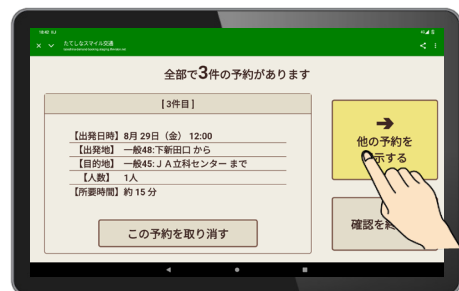 たてしなスマイル交通
全部で3件の予約があります
[3件目]
【出発日時】8月 29日（金） 12:00
【出発地】 一般48:下新田口 から
【目的地】 一般45:ＪＡ立科センター まで
【人数】 1人
【所要時間】約 15 分
この予約を取り消す
➔
他の予約を
示する
確認を